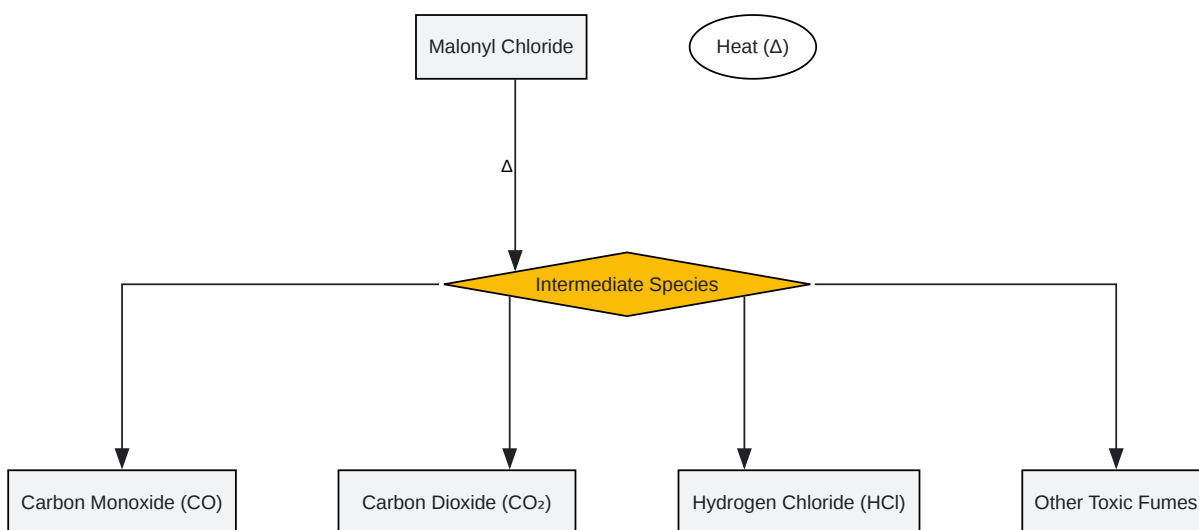 Malonyl Chloride
Heat (Δ)
Δ
Intermediate Species
Carbon Monoxide (CO)
Carbon Dioxide (CO₂)
Hydrogen Chloride (HCl)
Other Toxic Fumes